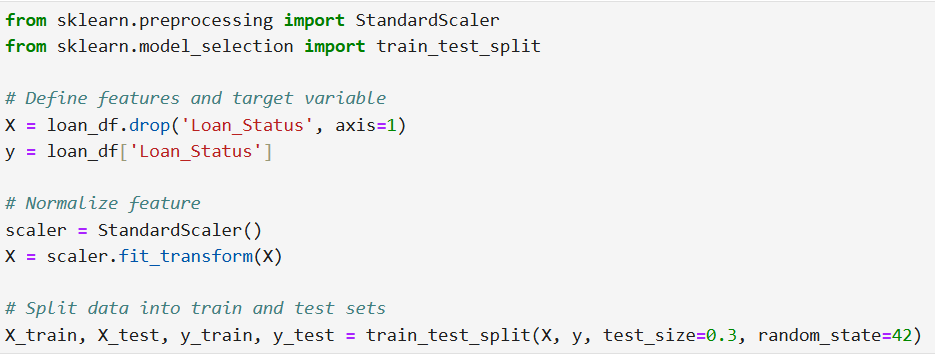 from sklearn.preprocessing import StandardScaler
from sklearn.model_selection import train_test_split
# Define features and target variable
X = loan_df.drop('Loan_Status', axis=1)
y = loan_df['Loan_Status']
# Normalize feature
scaler = StandardScaler()
X = scaler.fit_transform(X)
# Split data into train and test sets
X_train, X_test, y_train, y_test = train_test_split(X, y, test_size=0.3, random_state=42)